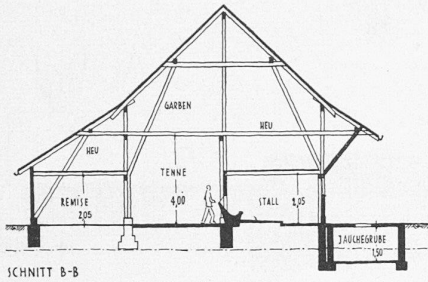 GARBEN
HEU
HEU
TENNE
REMISE
2,05
4,00
STALL
2,05
JAUCHEGRUBE
1,50
SCHNITT B-B